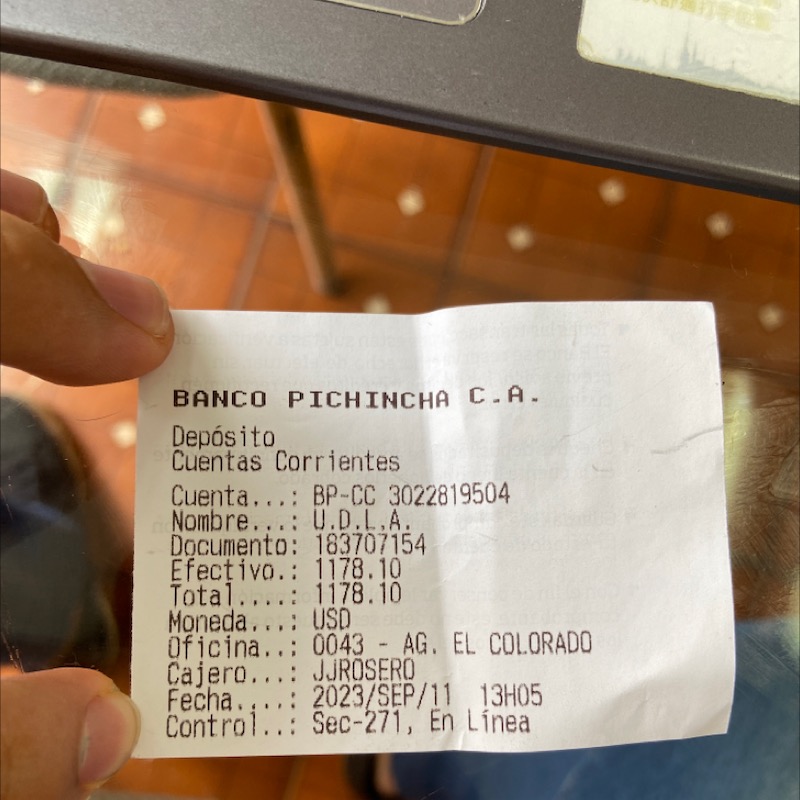 BANCO PICHINCHA C.A.
Depósito
Cuentas Corrientes
Cuenta...: BP-CC 3022819504
Nombre...: U.D.L.A.
Documento: 183707154
Efectivo.: 1178.10
Total....: 1178.10
Moneda...: USD
Oficina..: 0043 - AG. EL COLORADO
Cajero...: JJROSERO
Fecha....: 2023/SEP/11 13H05
Control..: Sec-271, En Línea